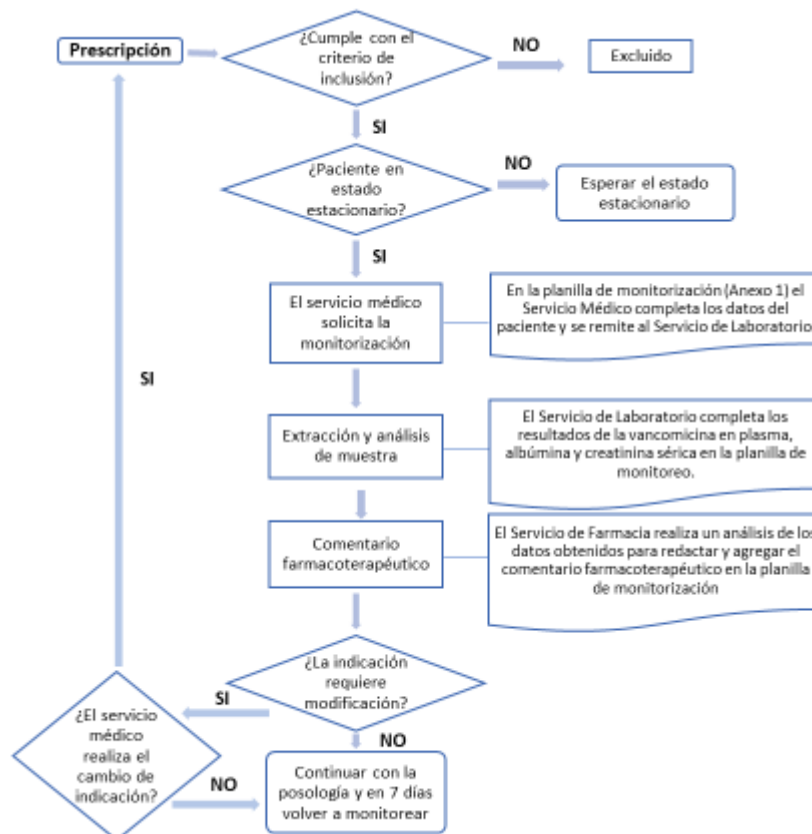 Prescripción
¿Cumple con el
criterio de
inclusión?
NO
Excluido
SI
¿Paciente en
estado
estacionario?
NO
Esperar el estado
estacionario
SI
El servicio médico
solicita la
monitorización
En la planilla de monitorización (Anexo 1) el
Servicio Médico completa los datos del
paciente y se remite al Servicio de Laboratorio
SI
Extracción y análisis
de muestra
El Servicio de Laboratorio completa los
resultados de la vancomicina en plasma,
albúmina y creatinina sérica en la planilla de
monitoreo.
Comentario
farmacoterapéutico
El Servicio de Farmacia realiza un análisis de los
datos obtenidos para redactar y agregar el
comentario farmacoterapéutico en la planilla
de monitorización
¿La indicación
requiere
modificación?
SI
NO
¿El servicio
médico
realiza el
cambio de
indicación?
NO
Continuar con la
posología y en 7 días
volver a monitorear